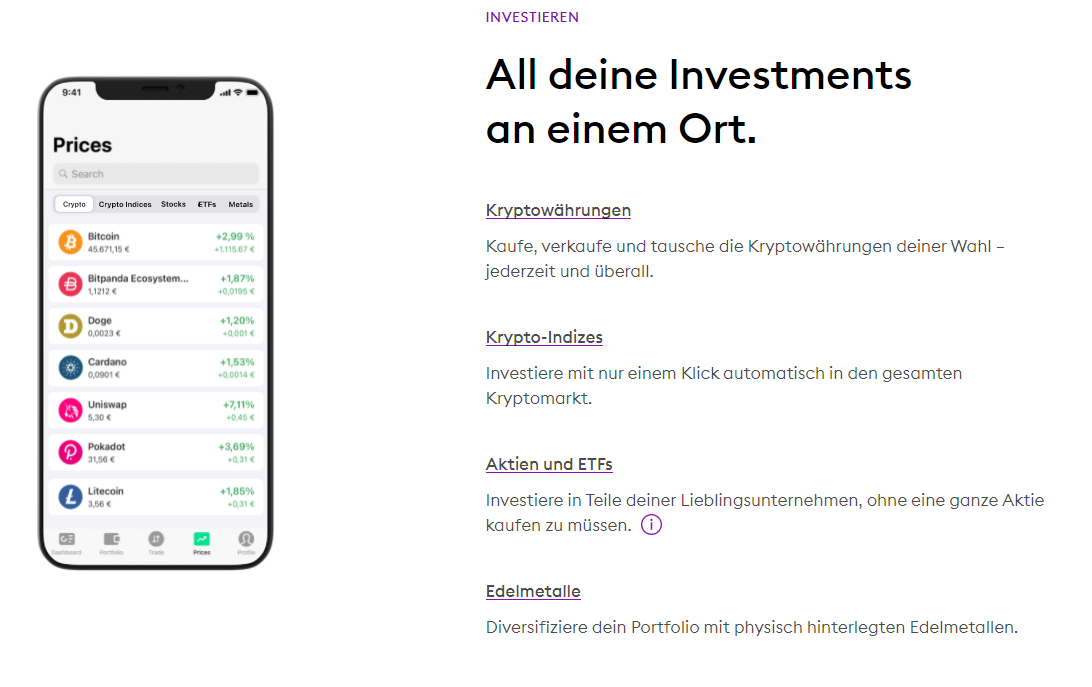 INVESTIEREN
All deine Investments
an einem Ort.
9:41
Prices
Search
Crypto Crypto Indices Stocks ETFs Metals
Bitcoin +2,99 %
45.671,15 € +1.115.67 €
Bitpanda Ecosystem... +1,87%
1,1212 € +0,0195 €
Doge +1,20%
0,0023 € +0,001 €
Cardano +1,53%
0,0901 € +0,0014 €
Uniswap +7,11%
5,30 € +0,45 €
Pokadot +3,69%
31,56 € +0,31 €
Litecoin +1,85%
3,56 € +0,31 €
Dashboard Portfolio Trade Prices Profile
Kryptowährungen
Kaufe, verkaufe und tausche die Kryptowährungen deiner Wahl –
jederzeit und überall.
Krypto-Indizes
Investiere mit nur einem Klick automatisch in den gesamten
Kryptomarkt.
Aktien und ETFs
Investiere in Teile deiner Lieblingsunternehmen, ohne eine ganze Aktie
kaufen zu müssen.
Edelmetalle
Diversifiziere dein Portfolio mit physisch hinterlegten Edelmetallen.